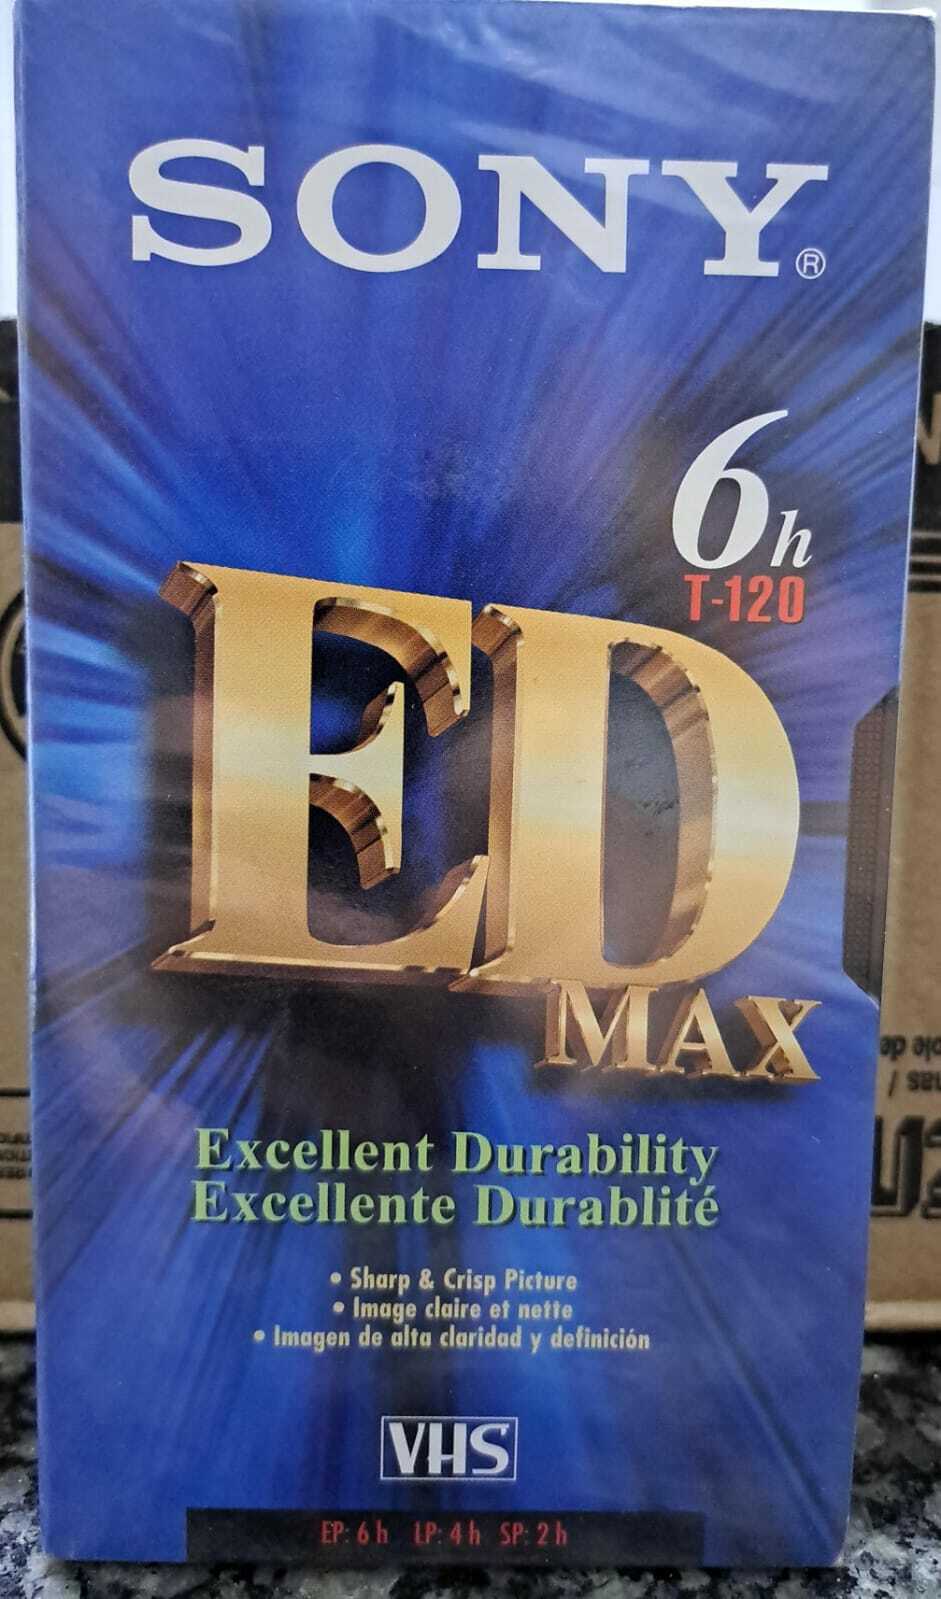 SONY®
6h
T-120
ED
MAX
Excellent Durability
Excellente Durablité
• Sharp & Crisp Picture
• Image claire et nette
• Imagen de alta claridad y definición
VHS
EP: 6 h LP: 4 h SP: 2 h